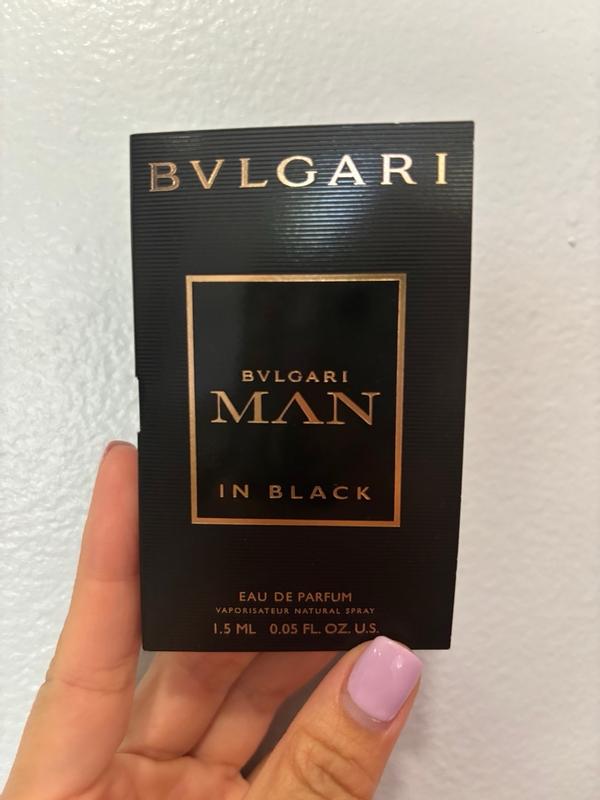 BVLGARI
BVLGARI
MAN
IN BLACK
EAU DE PARFUM
VAPORISATEUR NATURAL SPRAY
1.5 ML 0.05 FL. OZ. U.S.